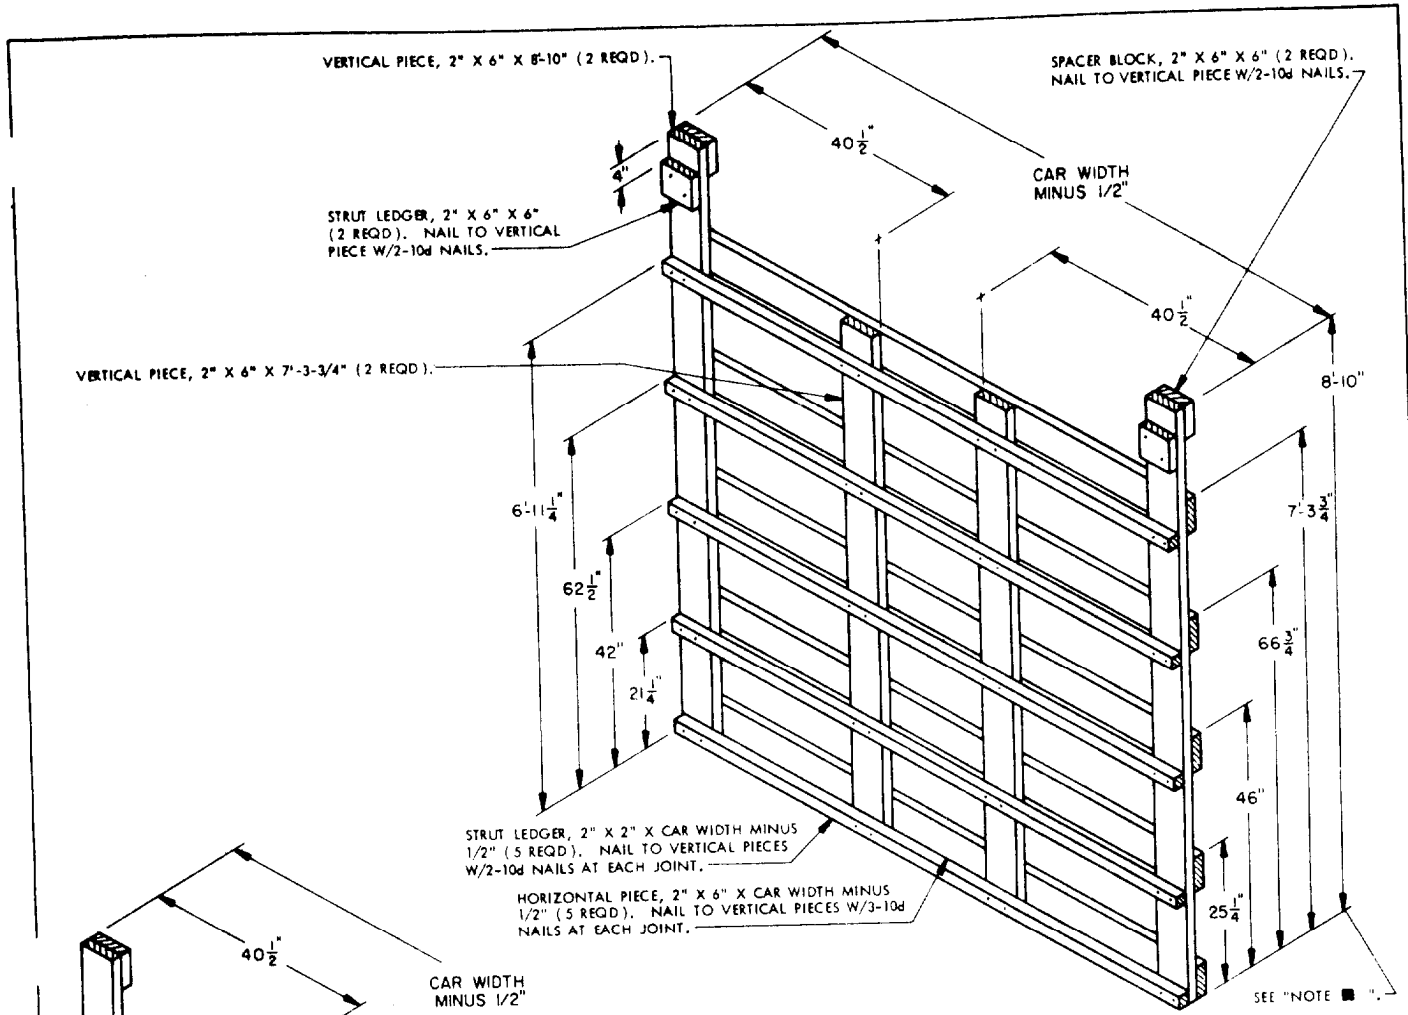 VERTICAL PIECE, 2" X 6" X 8'-10" (2 REQD).
SPACER BLOCK, 2" X 6" X 6" (2 REQD).
NAIL TO VERTICAL PIECE W/2-10d NAILS.
40 1/2"
CAR WIDTH
MINUS 1/2"
4"
STRUT LEDGER, 2" X 6" X 6"
(2 REQD). NAIL TO VERTICAL
PIECE W/2-10d NAILS.
40 1/2"
8'-10"
VERTICAL PIECE, 2" X 6" X 7'-3-3/4" (2 REQD).
6'-11 1/4"
7'-3 3/4"
62 1/2"
66 3/4"
42"
21 1/4"
46"
STRUT LEDGER, 2" X 2" X CAR WIDTH MINUS
1/2" (5 REQD). NAIL TO VERTICAL PIECES
W/2-10d NAILS AT EACH JOINT.
HORIZONTAL PIECE, 2" X 6" X CAR WIDTH MINUS
1/2" (5 REQD). NAIL TO VERTICAL PIECES W/3-10d
NAILS AT EACH JOINT.
25 1/4"
40 1/2"
CAR WIDTH
MINUS 1/2"
SEE "NOTE ■ ".